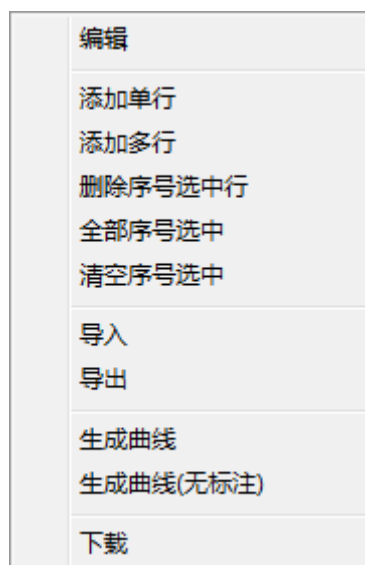 编辑
添加单行
添加多行
删除序号选中行
全部序号选中
清空序号选中
导入
导出
生成曲线
生成曲线(无标注)
下载